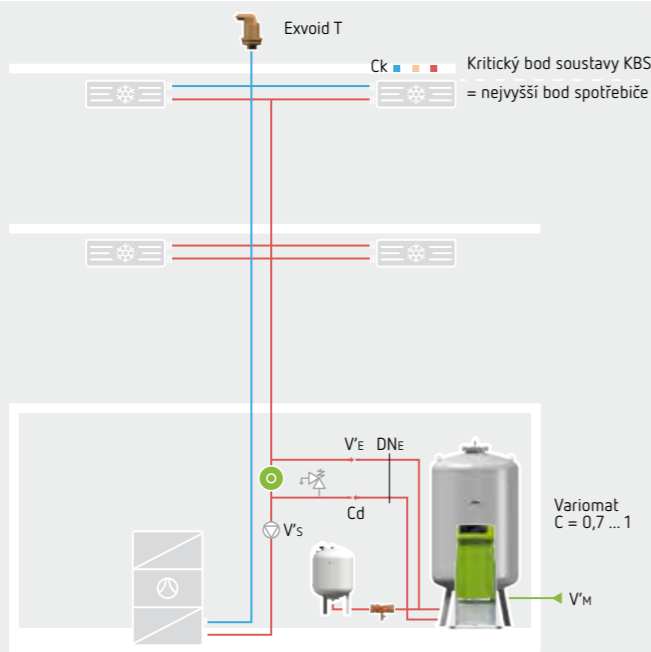 Exvoid T
Ck
Kritický bod soustavy KBS
= nejvyšší bod spotřebiče
V'E
DNE
Cd
V's
Variomat
C = 0,7 ... 1
V'M